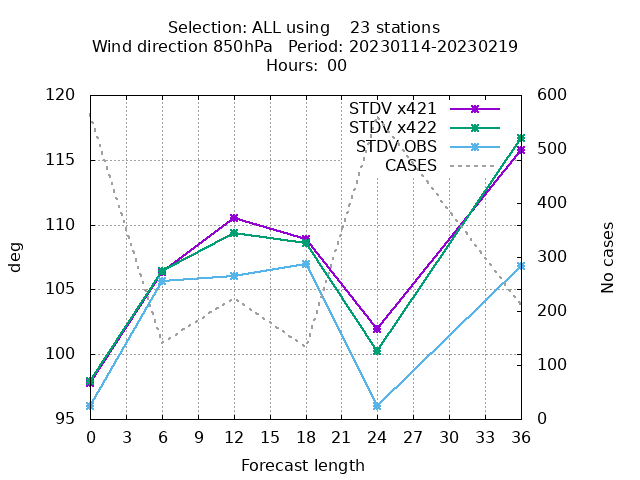 Selection: ALL using 23 stations
Wind direction 850hPa Period: 20230114-20230219
Hours: 00
120 600
STDV x421
STDV x422
STDV OBS
CASES
115 500
110 400
105 300
100 200
95 100
0
deg
No cases
0 3 6 9 12 15 18 21 24 27 30 33 36
Forecast length